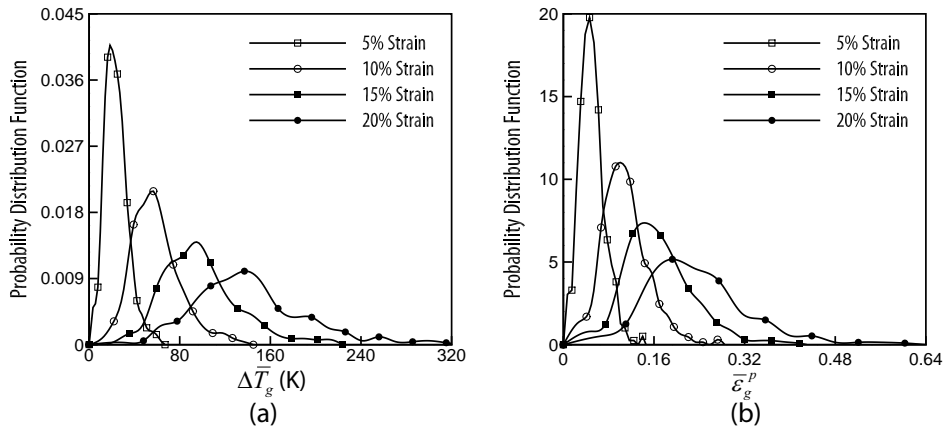 0.045
0.036
0.027
0.018
0.009
0
Probability Distribution Function
5% Strain
10% Strain
15% Strain
20% Strain
0
80
160
240
320
ΔT̅g (K)
(a)
20
15
10
5
0
Probability Distribution Function
5% Strain
10% Strain
15% Strain
20% Strain
0
0.16
0.32
0.48
0.64
ε̅gᵖ
(b)